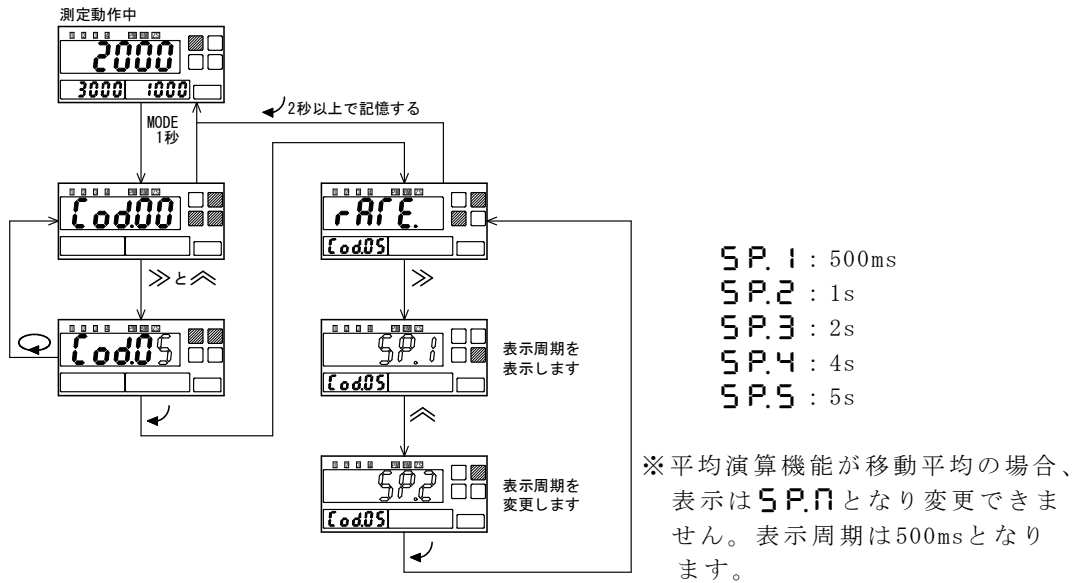 測定動作中
2000
3000 1000
2秒以上で記憶する
MODE
1秒
Cod.00
rATE.
Cod.05
≫と︽
≫
Cod.05
SP.1
Cod.05
表示周期を
表示します
︽
SP.2
Cod.05
表示周期を
変更します
SP.1 : 500ms
SP.2 : 1s
SP.3 : 2s
SP.4 : 4s
SP.5 : 5s
※平均演算機能が移動平均の場合、
表示はSP.Πとなり変更できま
せん。表示周期は500msとなり
ます。